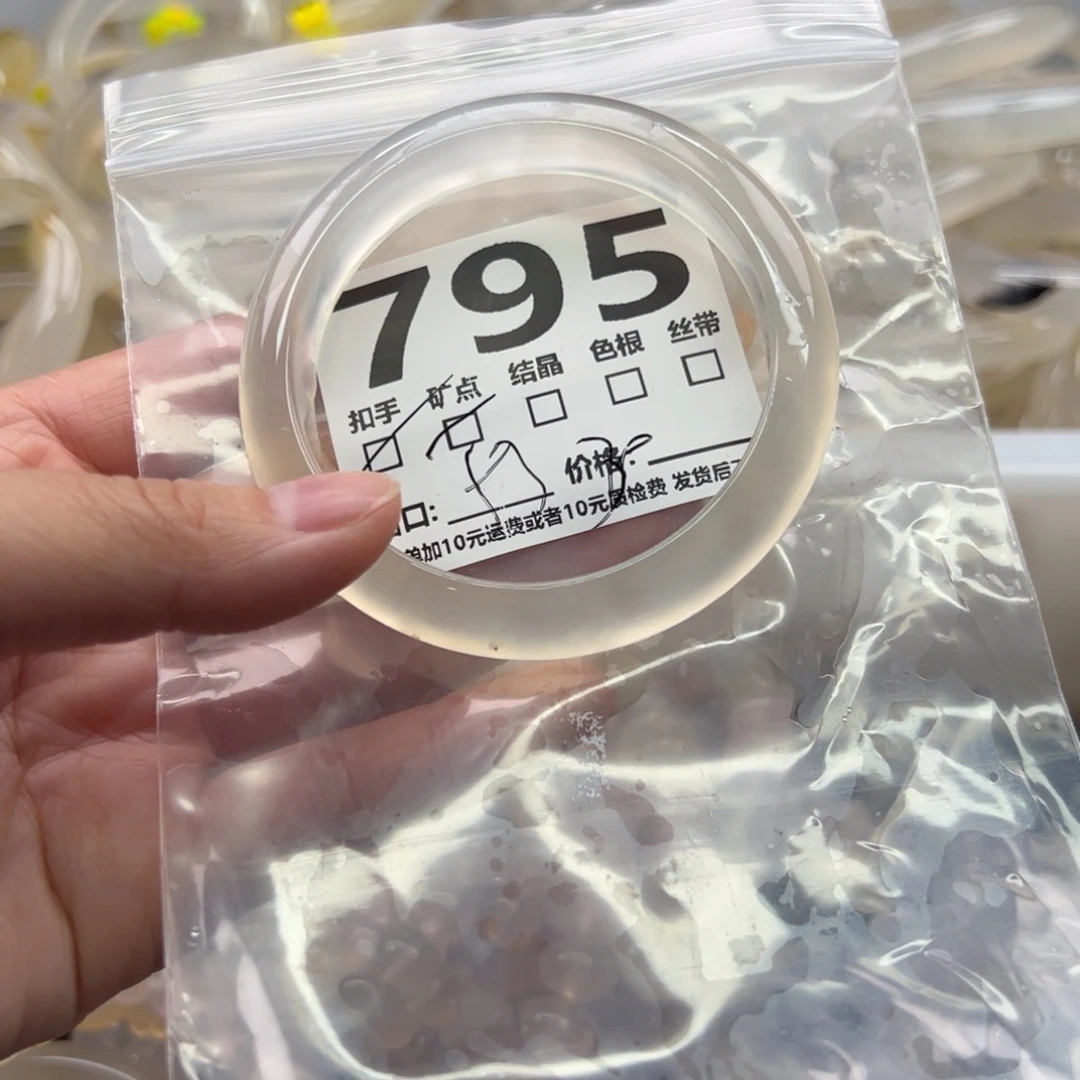 795
扣手 矿点 结晶 色根 丝带
口: 价格:
加10元运费或者10元质检费 发货后